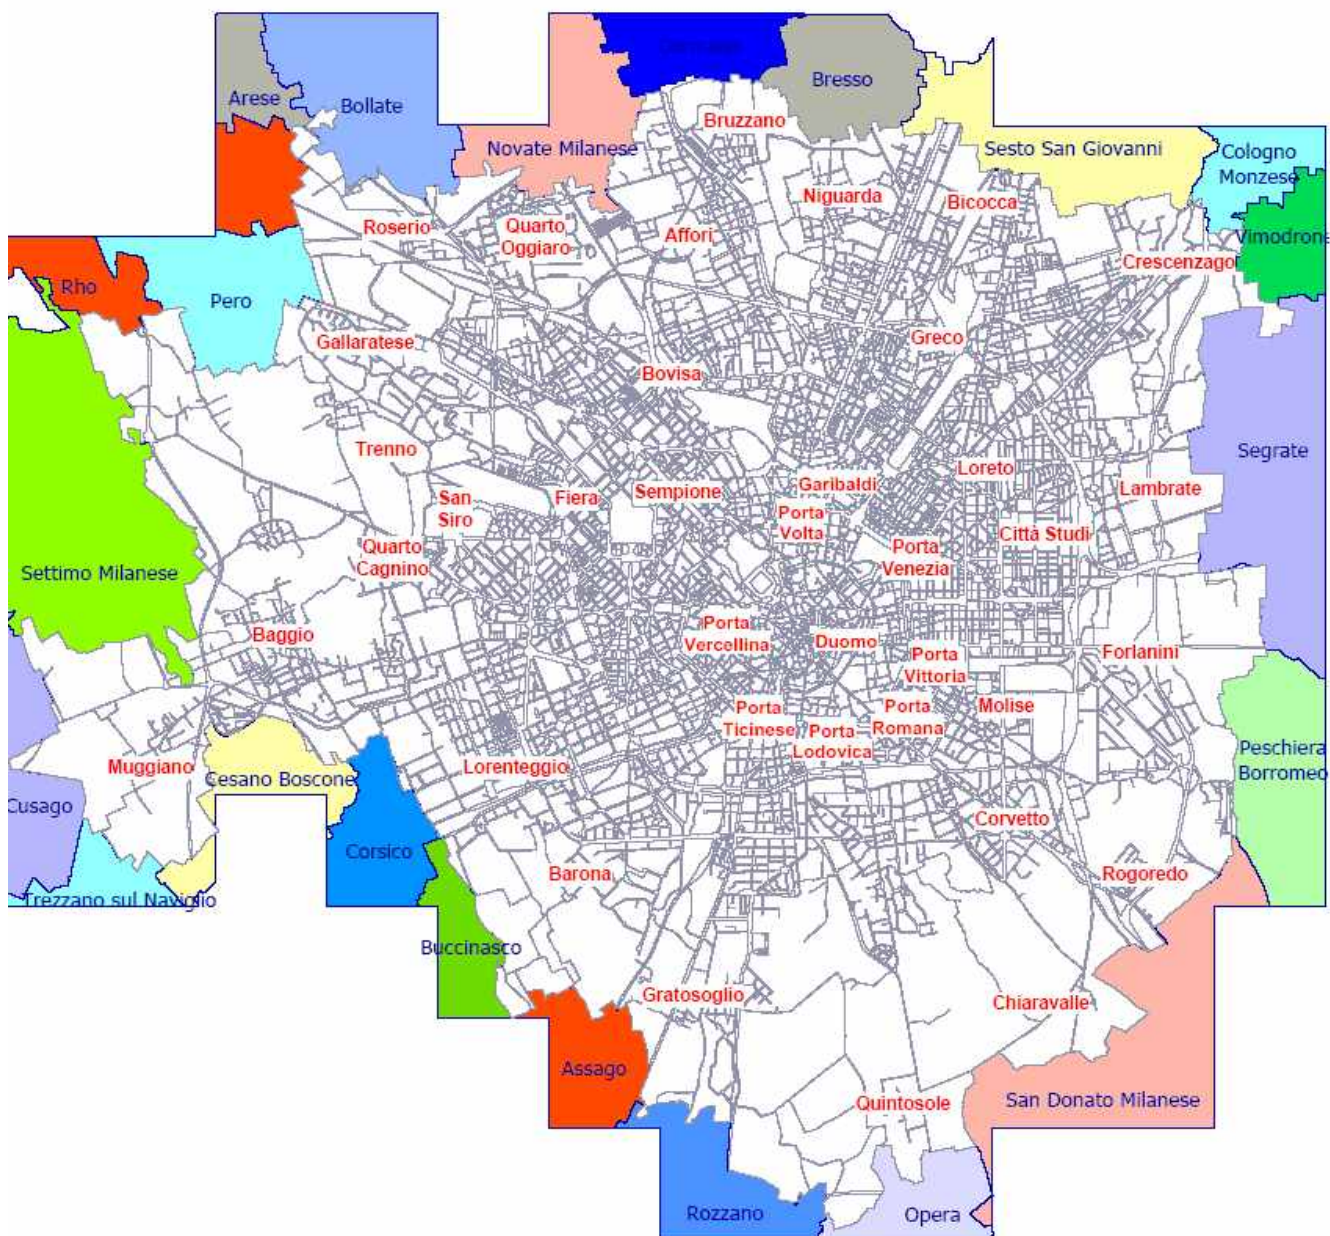 Cormano
Bresso
Arese
Bollate
Bruzzano
Novate Milanese
Sesto San Giovanni
Cologno
Monzese
Niguarda
Bicocca
Roserio
Quarto
Oggiaro
Affori
Vimodrone
Crescenzago
Rho
Pero
Gallaratese
Greco
Bovisa
Trenno
Loreto
Segrate
San
Siro
Fiera
Sempione
Garibaldi
Lambrate
Porta
Volta
Città Studi
Quarto
Cagnino
Porta
Venezia
Settimo Milanese
Baggio
Porta
Vercellina
Duomo
Porta
Vittoria
Forlanini
Porta
Ticinese
Porta
Lodovica
Porta
Romana
Molise
Peschiera
Borromeo
Muggiano
Cesano Boscone
Lorenteggio
Cusago
Corvetto
Corsico
Barona
Rogoredo
Trezzano sul Naviglio
Buccinasco
Gratosoglio
Chiaravalle
Assago
Quintosole
San Donato Milanese
Rozzano
Opera